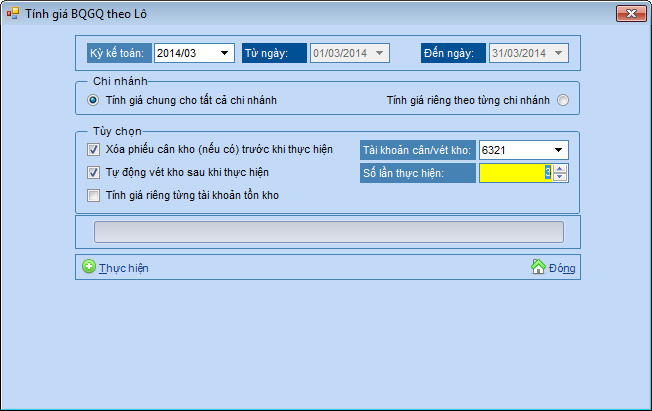 Tính giá BQGQ theo Lô
Kỳ kế toán: 2014/03 Từ ngày: 01/03/2014 Đến ngày: 31/03/2014
Chi nhánh
Tính giá chung cho tất cả chi nhánh Tính giá riêng theo từng chi nhánh
Tùy chọn
Xóa phiếu cân kho (nếu có) trước khi thực hiện Tài khoản cân/vét kho: 6321
Tự động vét kho sau khi thực hiện Số lần thực hiện:
Tính giá riêng từng tài khoản tồn kho
Thực hiện Đóng